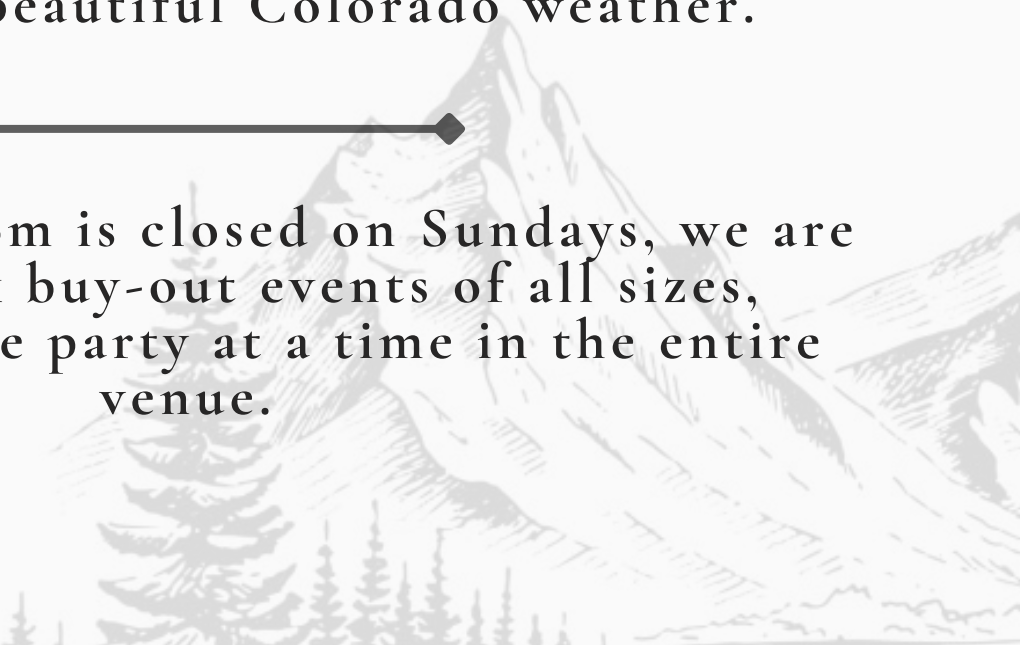 beautiful Colorado weather.
is closed on Sundays, we are
buy-out events of all sizes,
party at a time in the entire
venue.